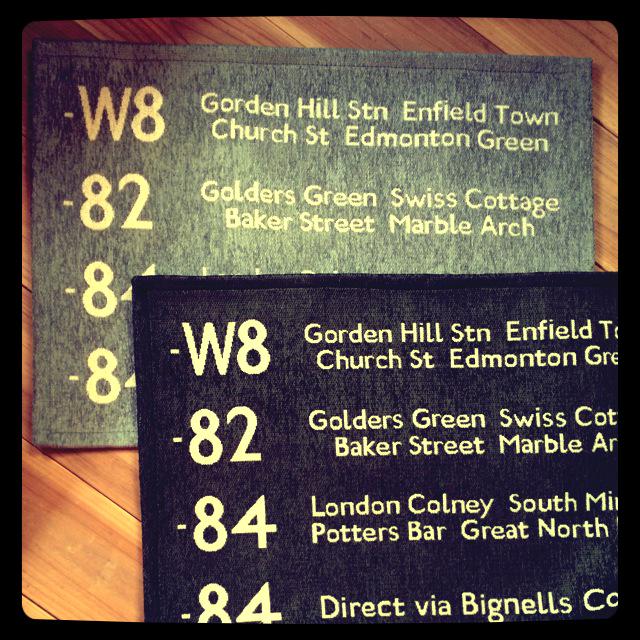 -W8 Gorden Hill Stn Enfield Town
Church St Edmonton Green
-82 Golders Green Swiss Cottage
Baker Street Marble Arch
-84
-84
-W8 Gorden Hill Stn Enfield
Church St Edmonton
-82 Golders Green Swiss
Baker Street Marble
-84 London Colney South
Potters Bar Great North
-84 Direct via Bignells